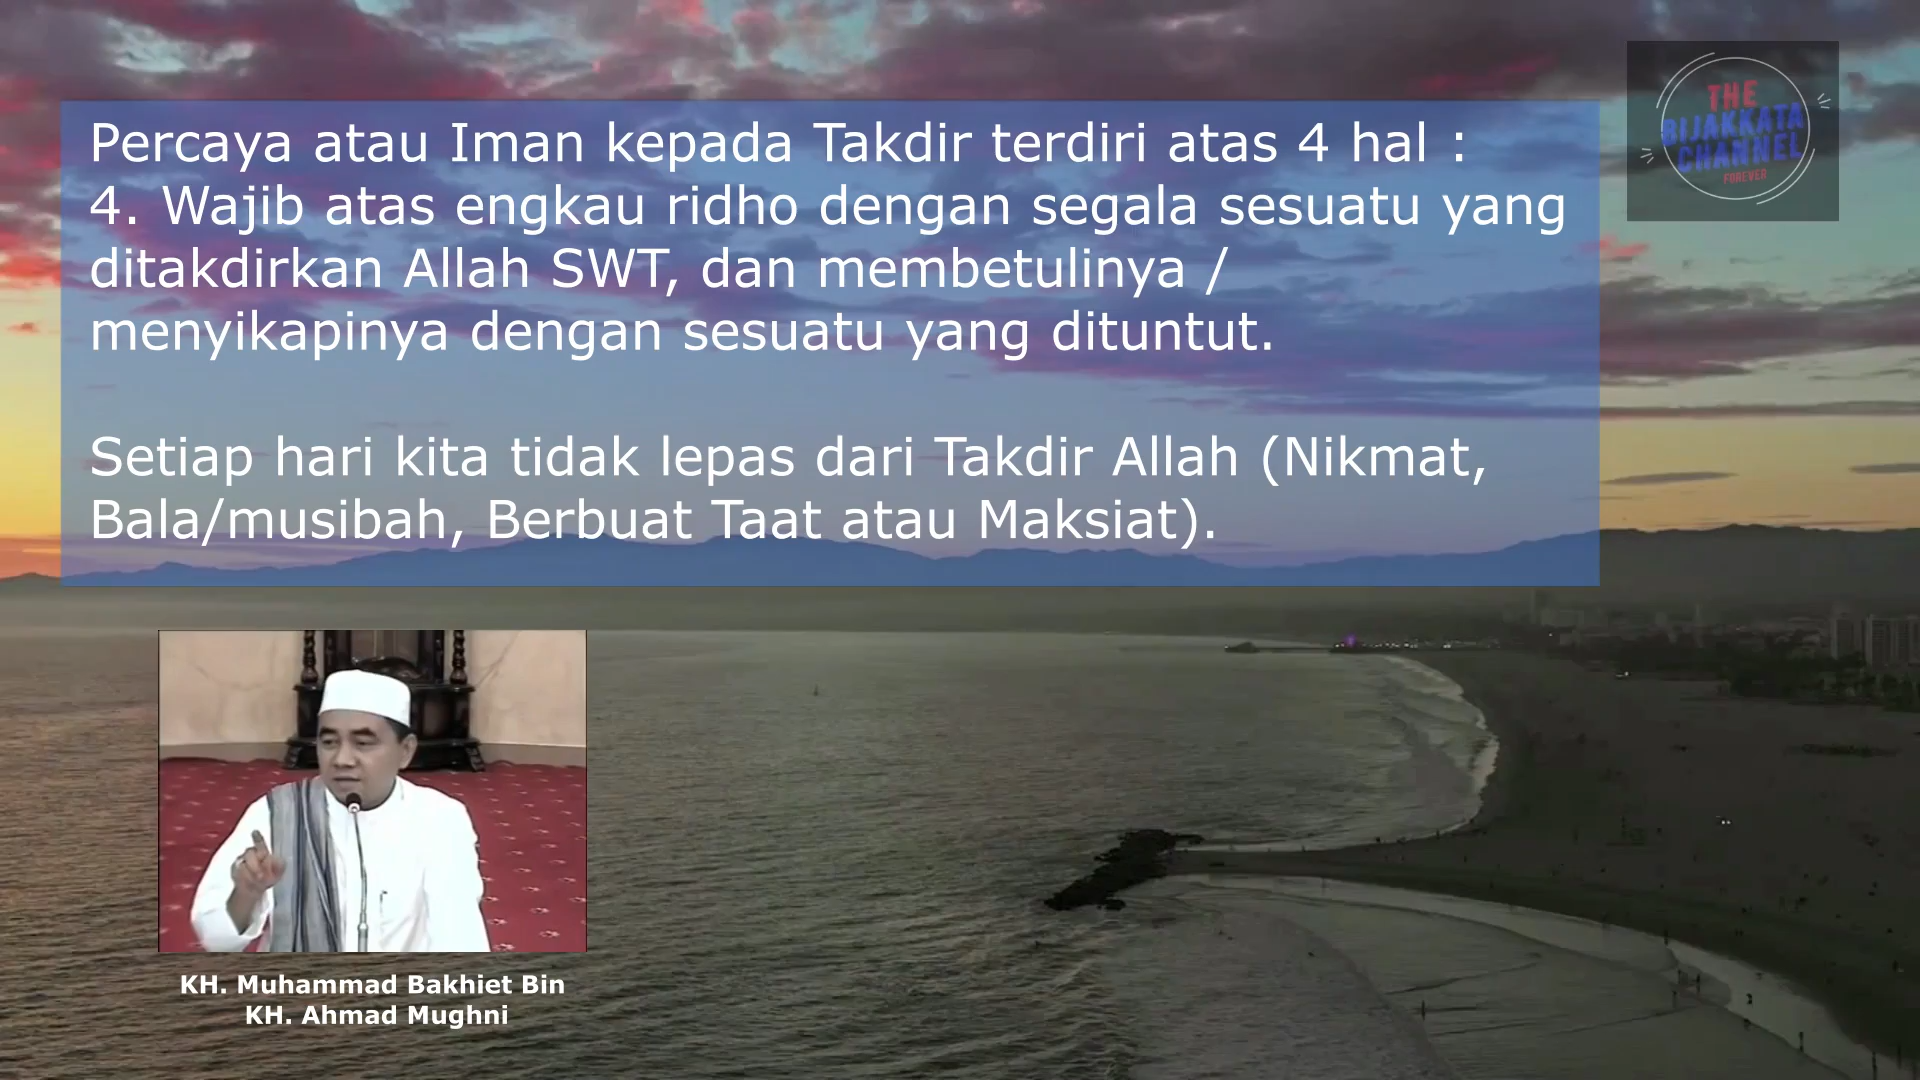 Percaya atau Iman kepada Takdir terdiri atas 4 hal :
4. Wajib atas engkau ridho dengan segala sesuatu yang
ditakdirkan Allah SWT, dan membetulinya /
menyikapinya dengan sesuatu yang dituntut.
Setiap hari kita tidak lepas dari Takdir Allah (Nikmat,
Bala/musibah, Berbuat Taat atau Maksiat).
THE
BIJAKKATA
CHANNEL
FOREVER
KH. Muhammad Bakhiet Bin
KH. Ahmad Mughni